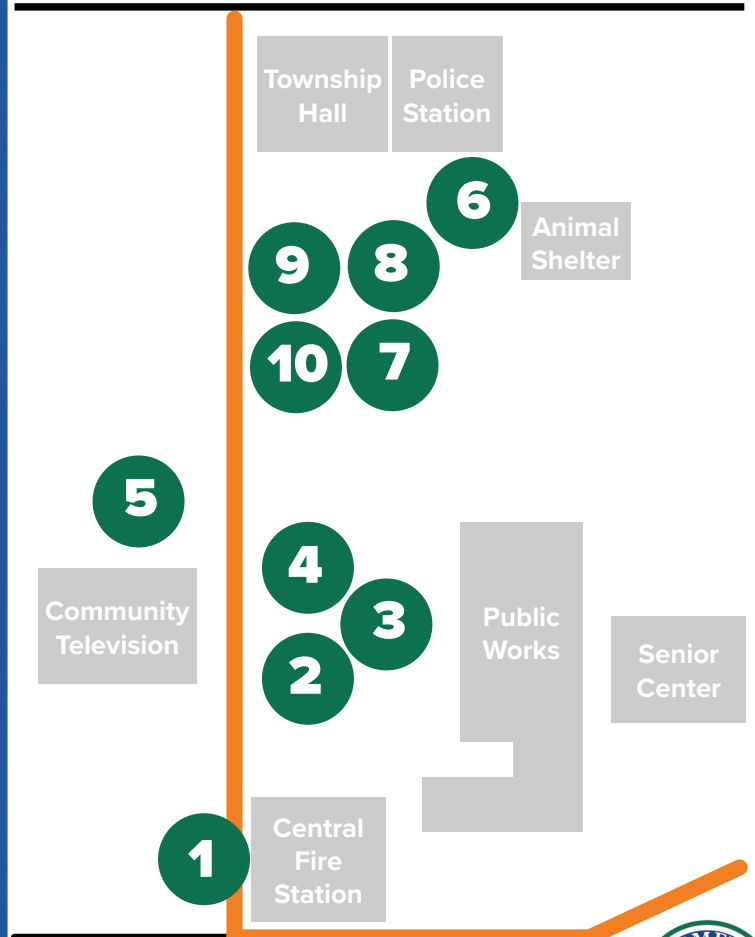 Township
Hall
Police
Station
6
Animal
Shelter
9
8
10
7
5
4
Community
Television
3
Public
Works
2
Senior
Center
1
Central
Fire
Station